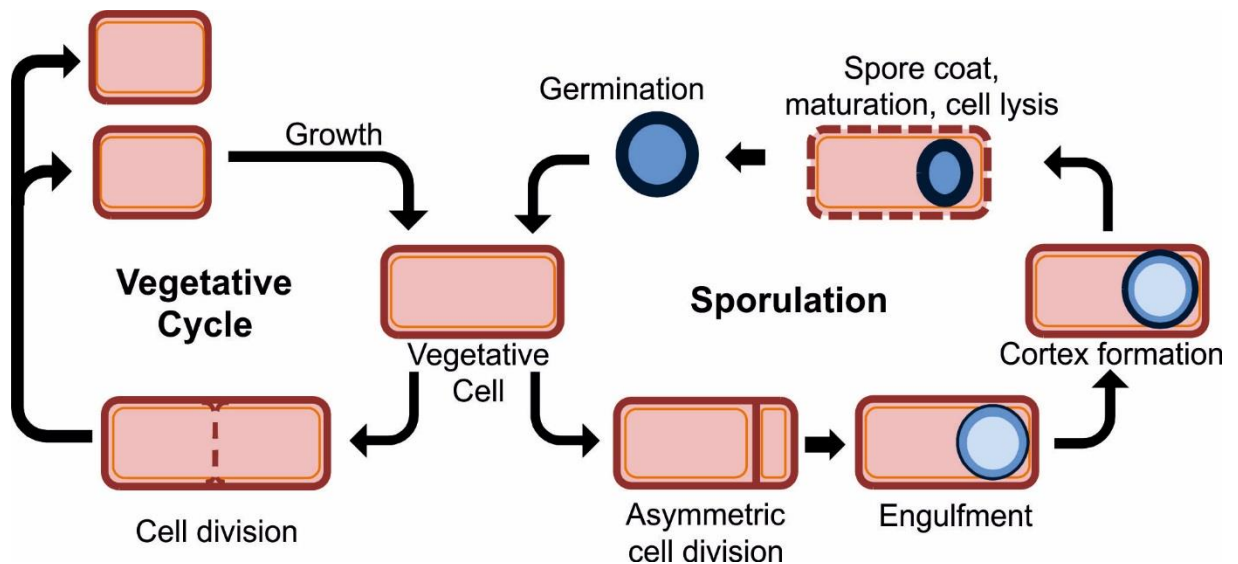 Growth
Vegetative
Cycle
Cell division
Vegetative
Cell
Sporulation
Germination
Spore coat,
maturation, cell lysis
Cortex formation
Asymmetric
cell division
Engulfment